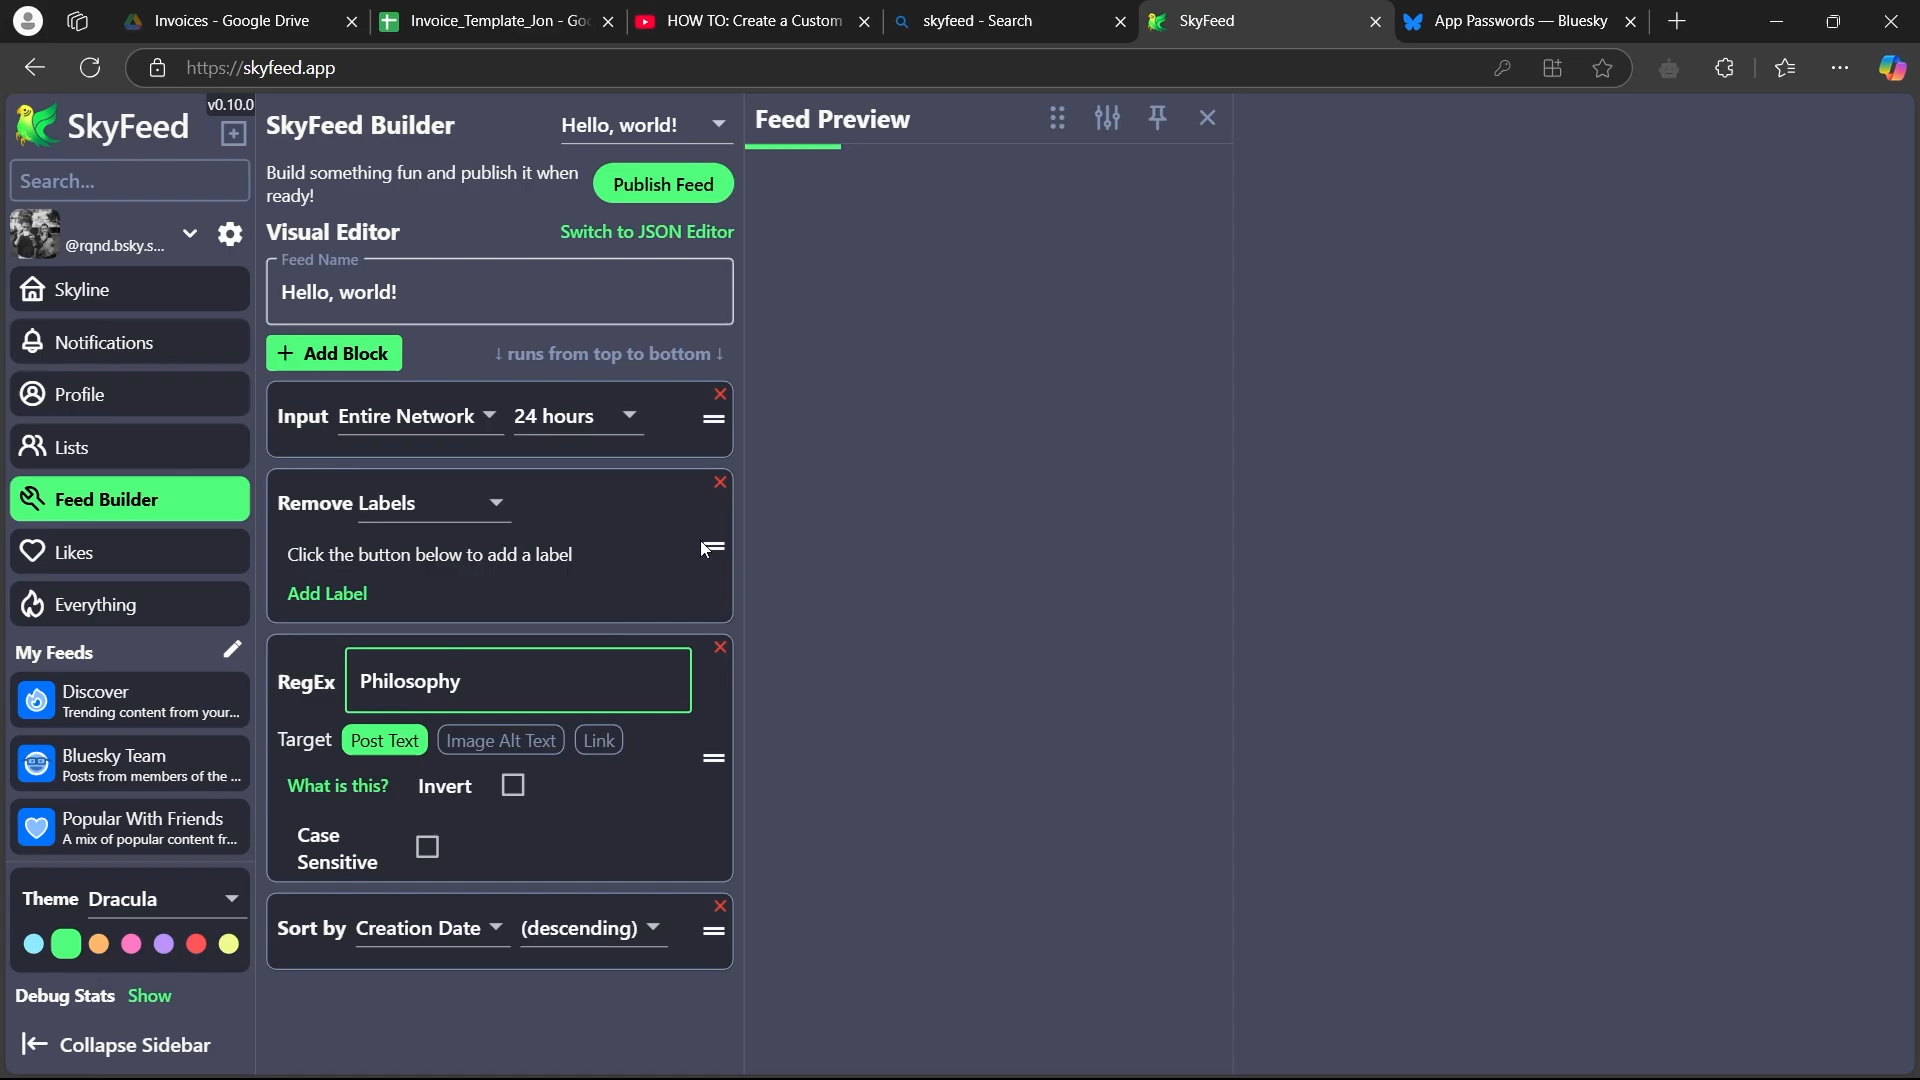 Invoices - Google Drive
Invoice_Template_Jon - Goo
HOW TO: Create a Custom
skyfeed - Search
SkyFeed
App Passwords — Bluesky
https://skyfeed.app
SkyFeed
v0.10.0
Search...
@rqnd.bsky.s...
Skyline
Notifications
Profile
Lists
Feed Builder
Likes
Everything
My Feeds
Discover
Trending content from your...
Bluesky Team
Posts from members of the ...
Popular With Friends
A mix of popular content fr...
Theme Dracula
Debug Stats Show
Collapse Sidebar
SkyFeed Builder
Hello, world!
Build something fun and publish it when
ready!
Publish Feed
Visual Editor
Switch to JSON Editor
Feed Name
Hello, world!
+ Add Block
↓ runs from top to bottom ↓
Input Entire Network 24 hours
Remove Labels
Click the button below to add a label
Add Label
RegEx Philosophy
Target Post Text Image Alt Text Link
What is this? Invert
Case
Sensitive
Sort by Creation Date (descending)
Feed Preview